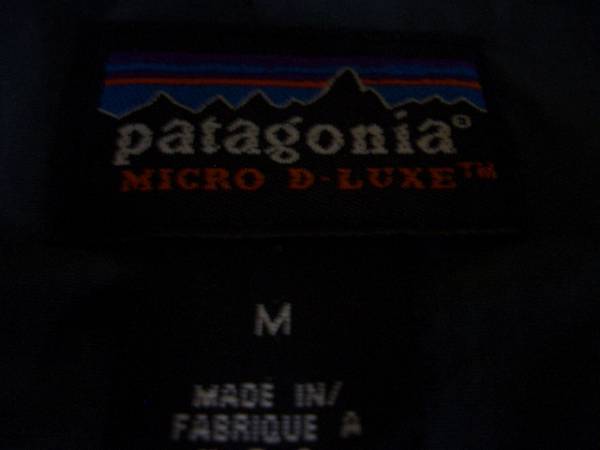 patagonia®
MICRO D-LUXE™
M
MADE IN/
FABRIQUE A